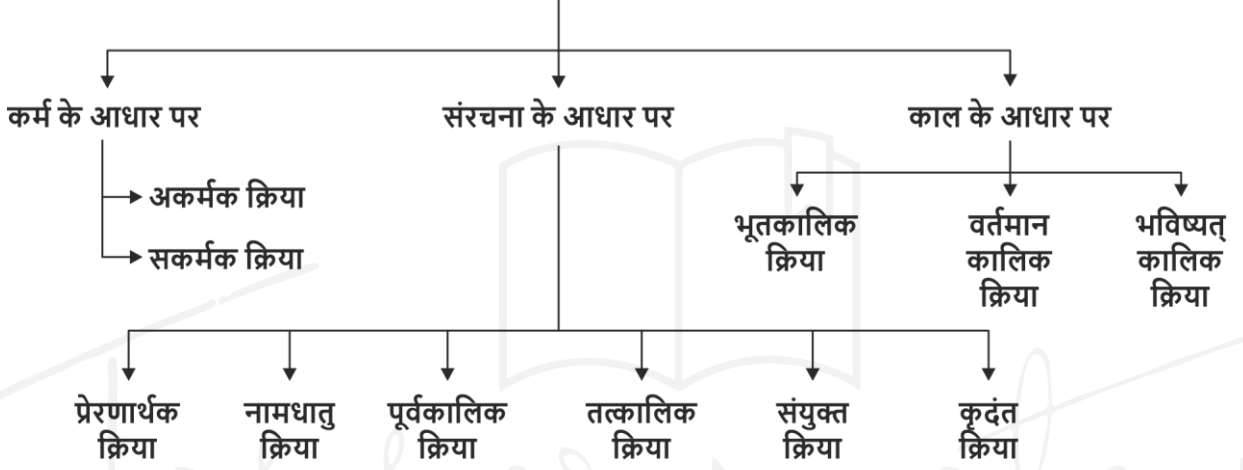 कर्म के आधार पर
संरचना के आधार पर
काल के आधार पर
अकर्मक क्रिया
सकर्मक क्रिया
भूतकालिक
क्रिया
वर्तमान
कालिक
क्रिया
भविष्यत्
कालिक
क्रिया
प्रेरणार्थक
क्रिया
नामधातु
क्रिया
पूर्वकालिक
क्रिया
तत्कालिक
क्रिया
संयुक्त
क्रिया
कृदंत
क्रिया